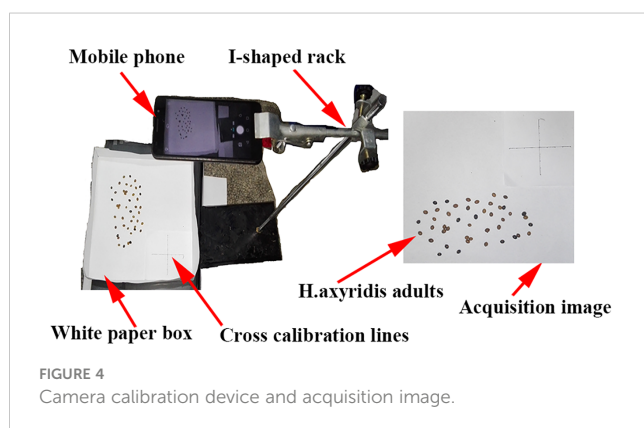 Mobile phone
I-shaped rack
H.axyridis adults
Acquisition image
White paper box
Cross calibration lines
FIGURE 4
Camera calibration device and acquisition image.